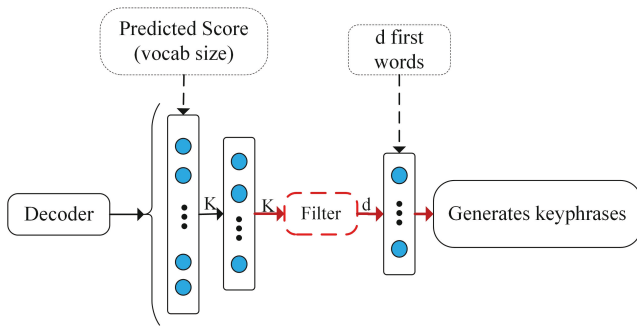 Predicted Score
(vocab size)
d first
words
Decoder
K
K
Filter
d
Generates keyphrases